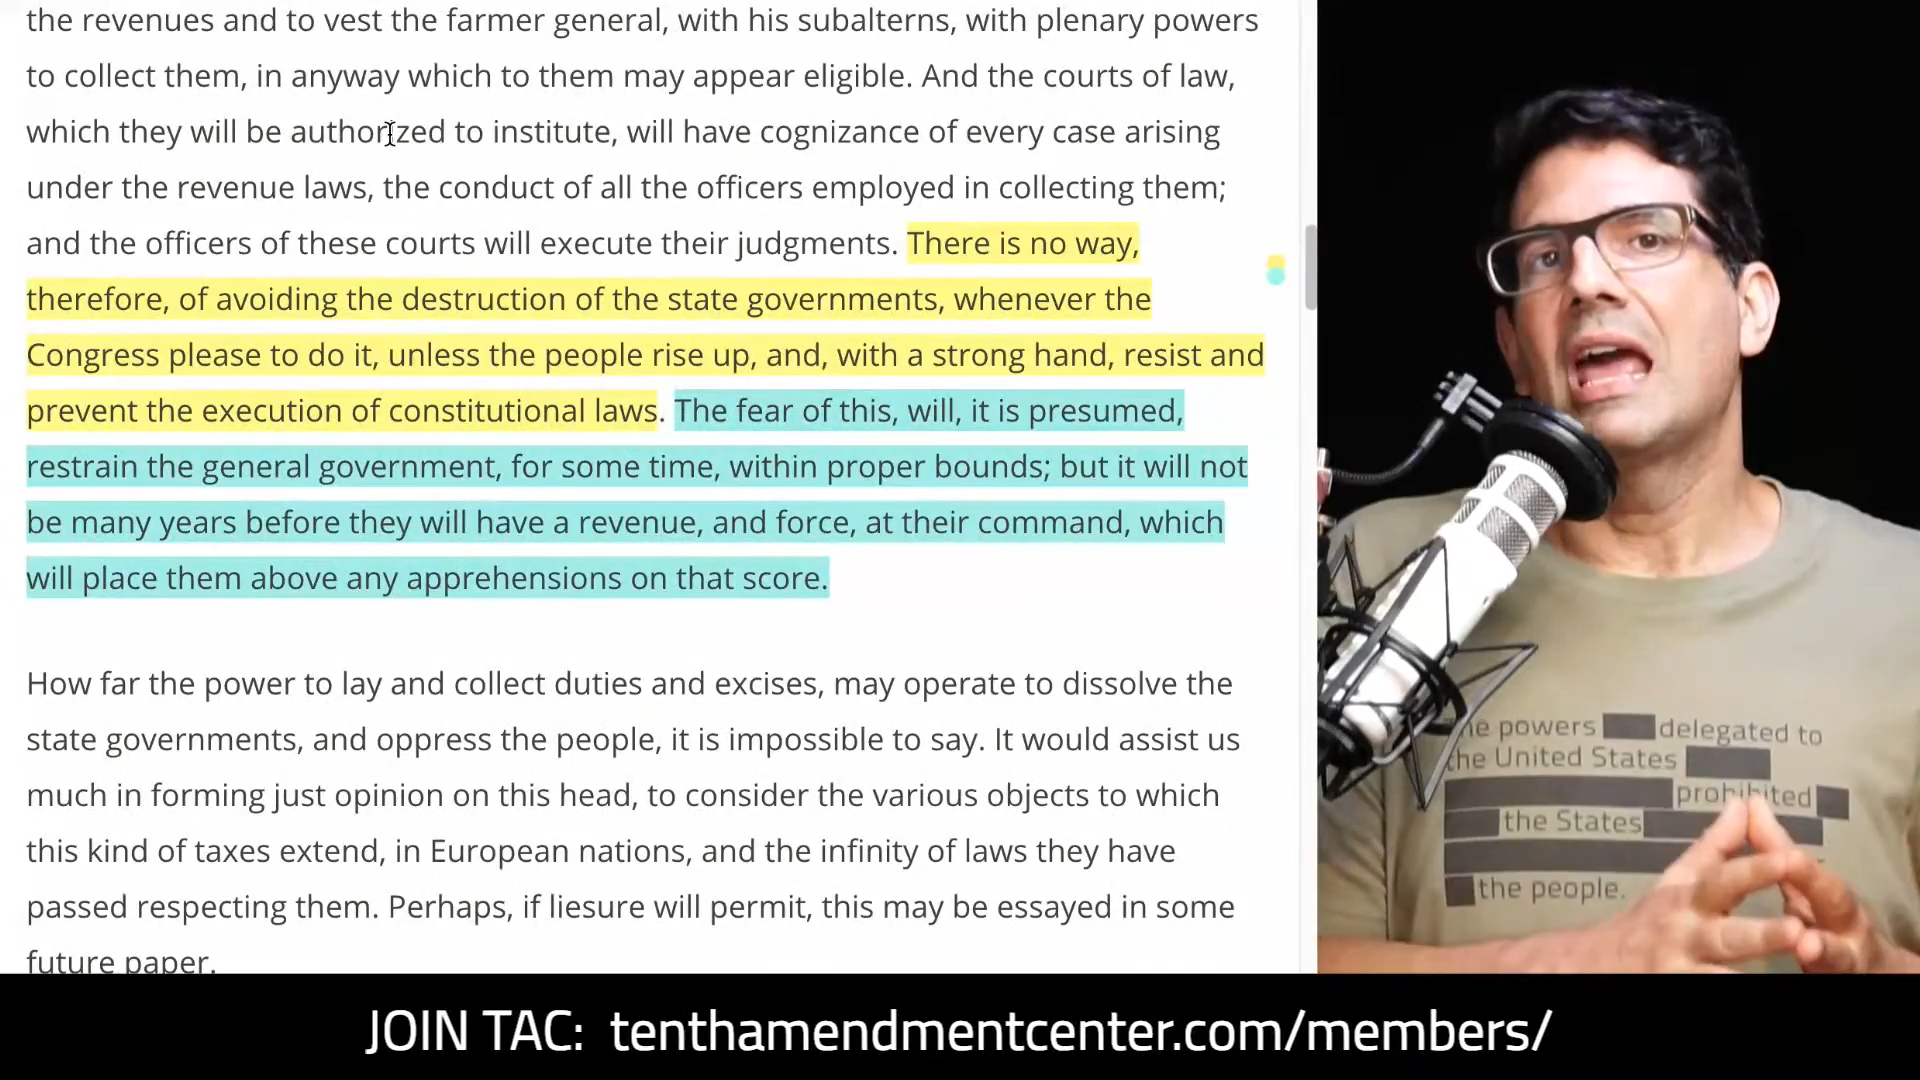 the revenues and to vest the farmer general, with his subalterns, with plenary powers
to collect them, in anyway which to them may appear eligible. And the courts of law,
which they will be authorized to institute, will have cognizance of every case arising
under the revenue laws, the conduct of all the officers employed in collecting them;
and the officers of these courts will execute their judgments. There is no way,
therefore, of avoiding the destruction of the state governments, whenever the
Congress please to do it, unless the people rise up, and, with a strong hand, resist and
prevent the execution of constitutional laws. The fear of this, will, it is presumed,
restrain the general government, for some time, within proper bounds; but it will not
be many years before they will have a revenue, and force, at their command, which
will place them above any apprehensions on that score.
How far the power to lay and collect duties and excises, may operate to dissolve the
state governments, and oppress the people, it is impossible to say. It would assist us
much in forming just opinion on this head, to consider the various objects to which
this kind of taxes extend, in European nations, and the infinity of laws they have
passed respecting them. Perhaps, if liesure will permit, this may be essayed in some
future paper.
powers delegated to
the United States
prohibited
the States
the people.
JOIN TAC: tenthamendmentcenter.com/members/